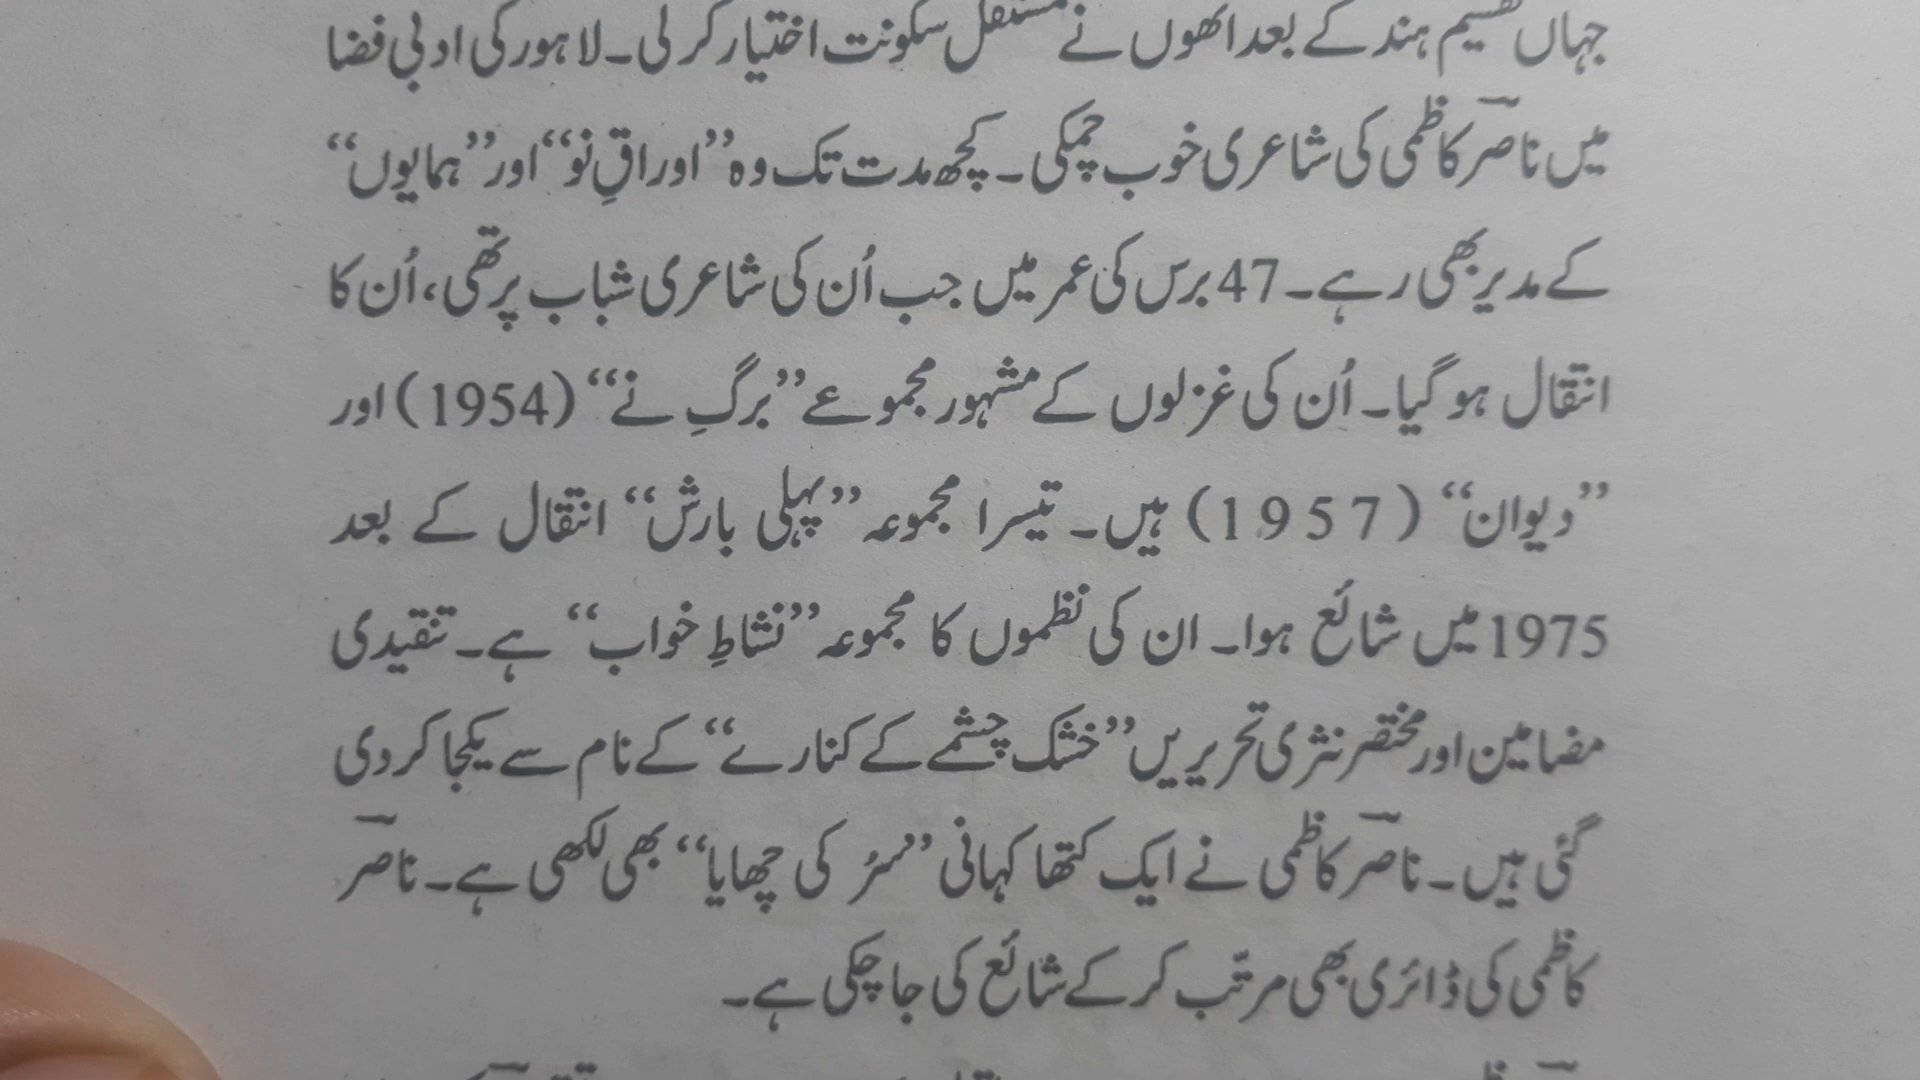 جہاں تقسیم ہند کے بعد انھوں نے مستقل سکونت اختیار کر لی۔ لاہور کی ادبی فضا
میں ناصؔر کاظمی کی شاعری خوب چمکی۔ کچھ مدت تک وہ ”اوراقِ نو“ اور ”ہمایوں“
کے مدیر بھی رہے۔ 47 برس کی عمر میں جب اُن کی شاعری شباب پر تھی، اُن کا
انتقال ہو گیا۔ اُن کی غزلوں کے مشہور مجموعے ”برگِ نے“ (1954) اور
”دیوان“ (1957) ہیں۔ تیسرا مجموعہ ”پہلی بارش“ انتقال کے بعد
1975 میں شائع ہوا۔ ان کی نظموں کا مجموعہ ”نشاطِ خواب“ ہے۔ تنقیدی
مضامین اور مختصر نثری تحریریں ”خشک چشمے کے کنارے“ کے نام سے یکجا کر دی
گئی ہیں۔ ناصؔر کاظمی نے ایک کتھا کہانی ”سُر کی چھایا“ بھی لکھی ہے۔ ناصؔر
کاظمی کی ڈائری بھی مرتّب کر کے شائع کی جا چکی ہے۔